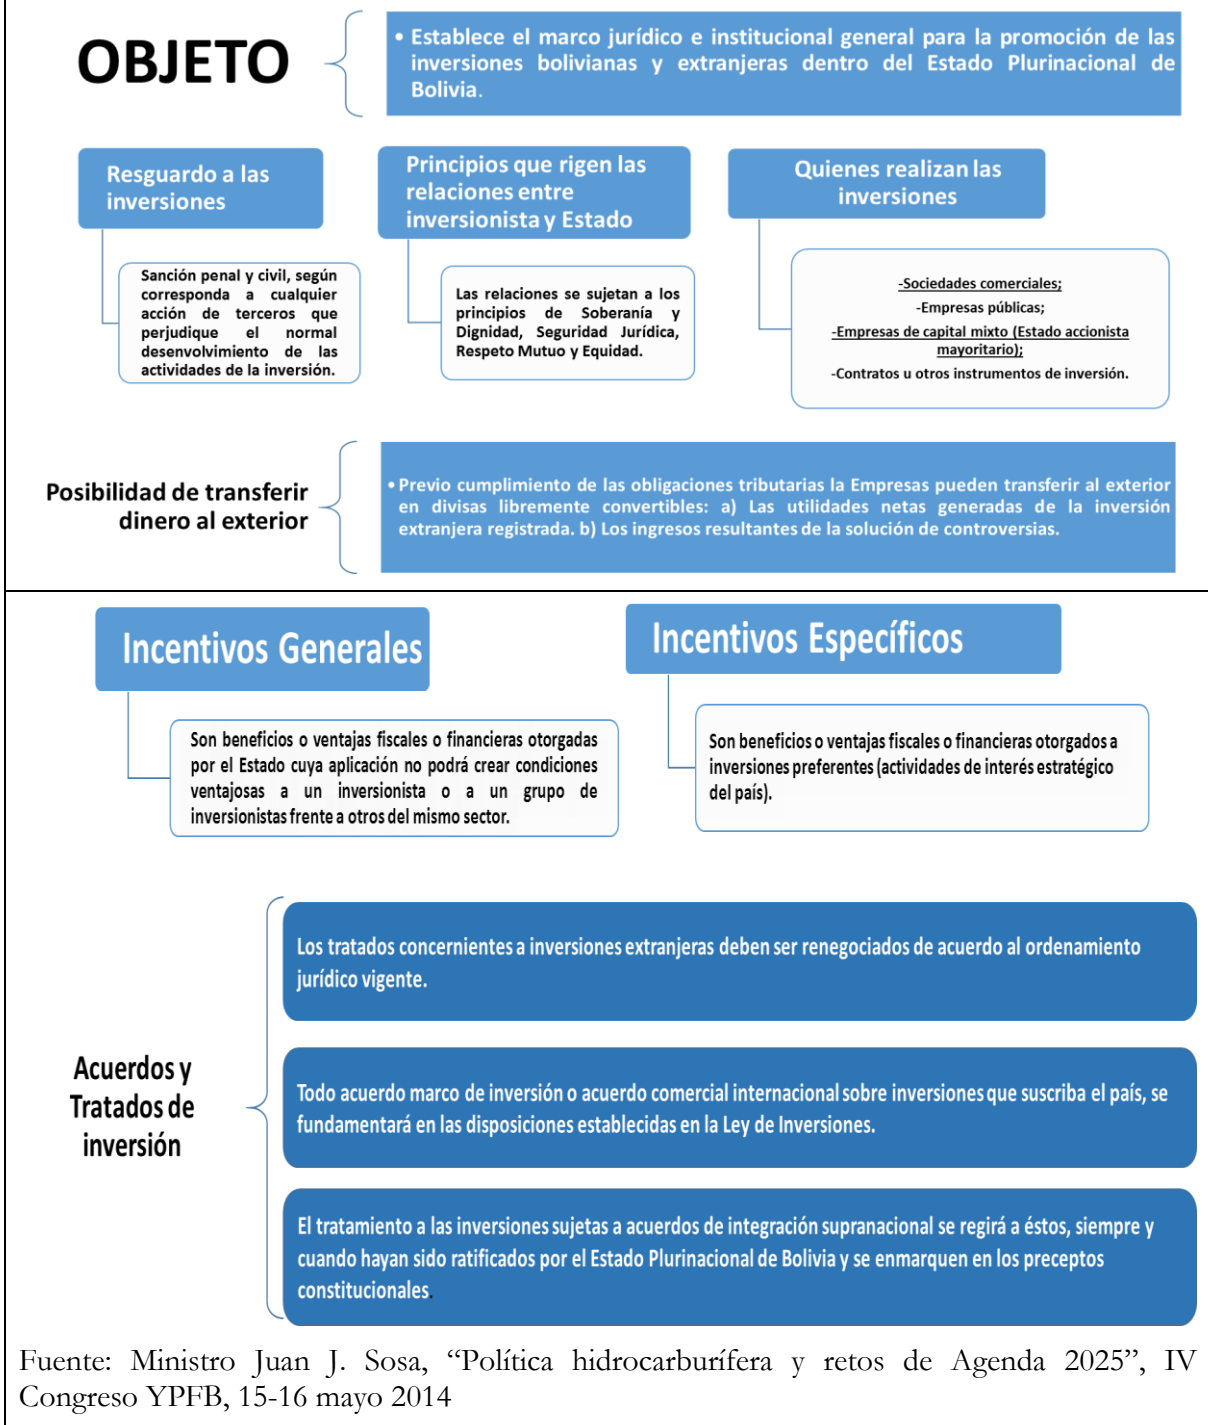 OBJETO
• Establece el marco jurídico e institucional general para la promoción de las
inversiones bolivianas y extranjeras dentro del Estado Plurinacional de
Bolivia.
Resguardo a las
inversiones
Sanción penal y civil, según
corresponda a cualquier
acción de terceros que
perjudique el normal
desenvolvimiento de las
actividades de la inversión.
Principios que rigen las
relaciones entre
inversionista y Estado
Las relaciones se sujetan a los
principios de Soberanía y
Dignidad, Seguridad Jurídica,
Respeto Mutuo y Equidad.
Quienes realizan las
inversiones
-Sociedades comerciales;
-Empresas públicas;
-Empresas de capital mixto (Estado accionista
mayoritario);
-Contratos u otros instrumentos de inversión.
Posibilidad de transferir
dinero al exterior
• Previo cumplimiento de las obligaciones tributarias la Empresas pueden transferir al exterior
en divisas libremente convertibles: a) Las utilidades netas generadas de la inversión
extranjera registrada. b) Los ingresos resultantes de la solución de controversias.
Incentivos Generales
Son beneficios o ventajas fiscales o financieras otorgadas
por el Estado cuya aplicación no podrá crear condiciones
ventajosas a un inversionista o a un grupo de
inversionistas frente a otros del mismo sector.
Incentivos Específicos
Son beneficios o ventajas fiscales o financieras otorgados a
inversiones preferentes (actividades de interés estratégico
del país).
Acuerdos y
Tratados de
inversión
Los tratados concernientes a inversiones extranjeras deben ser renegociados de acuerdo al ordenamiento
jurídico vigente.
Todo acuerdo marco de inversión o acuerdo comercial internacional sobre inversiones que suscriba el país, se
fundamentará en las disposiciones establecidas en la Ley de Inversiones.
El tratamiento a las inversiones sujetas a acuerdos de integración supranacional se regirá a éstos, siempre y
cuando hayan sido ratificados por el Estado Plurinacional de Bolivia y se enmarquen en los preceptos
constitucionales.
Fuente: Ministro Juan J. Sosa, “Política hidrocarburífera y retos de Agenda 2025”, IV
Congreso YPFB, 15-16 mayo 2014